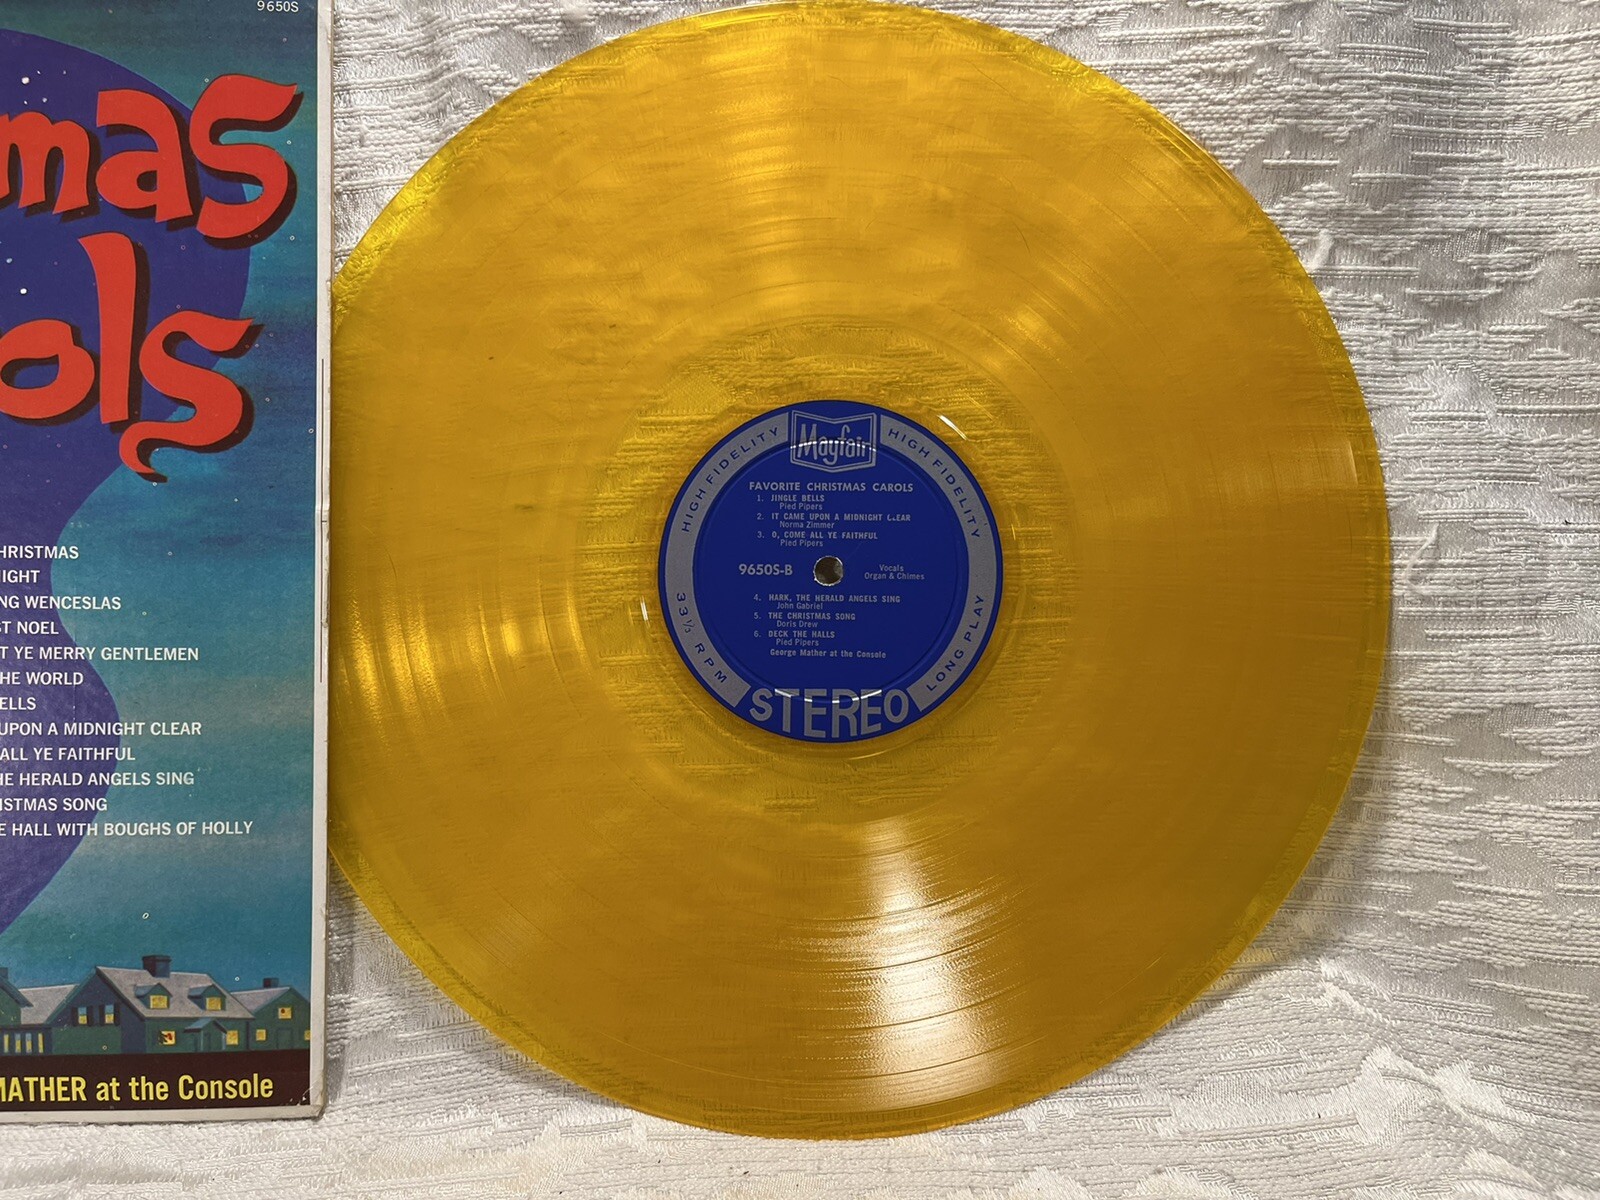 9650S
mas
ols
HRISTMAS
IGHT
NG WENCESLAS
ST NOEL
T YE MERRY GENTLEMEN
HE WORLD
ELLS
UPON A MIDNIGHT CLEAR
ALL YE FAITHFUL
HE HERALD ANGELS SING
ISTMAS SONG
E HALL WITH BOUGHS OF HOLLY
MATHER at the Console
HIGH FIDELITY
Mayfair
HIGH FIDELITY
FAVORITE CHRISTMAS CAROLS
1. JINGLE BELLS
Pied Pipers
2. IT CAME UPON A MIDNIGHT CLEAR
Norma Zimmer
3. O, COME ALL YE FAITHFUL
Pied Pipers
9650S-B
Vocals
Organ & Chimes
4. HARK, THE HERALD ANGELS SING
John Gabriel
5. THE CHRISTMAS SONG
Doris Drew
6. DECK THE HALLS
Pied Pipers
George Mather at the Console
33 1/3 RPM
LONG PLAY
STEREO